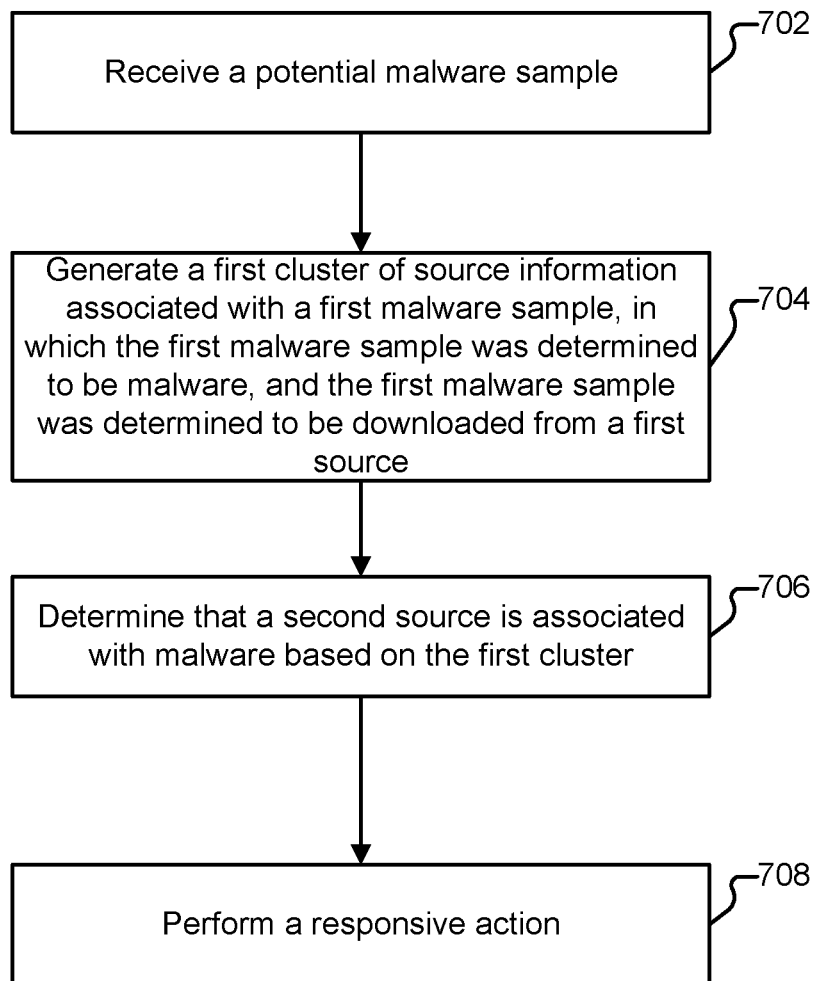 702
Receive a potential malware sample
704
Generate a first cluster of source information
associated with a first malware sample, in
which the first malware sample was determined
to be malware, and the first malware sample
was determined to be downloaded from a first
source
706
Determine that a second source is associated
with malware based on the first cluster
708
Perform a responsive action